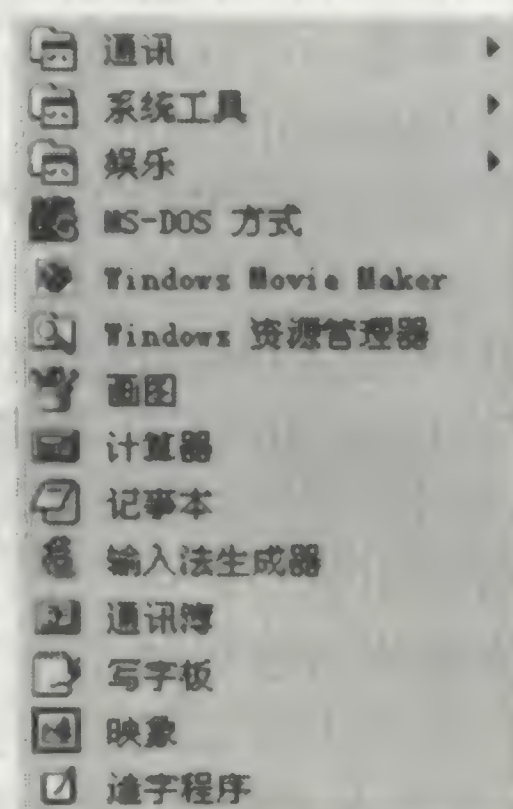 通讯
系统工具
娱乐
MS-DOS 方式
Windows Movie Maker
Windows 资源管理器
画图
计算器
记事本
输入法生成器
通讯簿
写字板
映象
造字程序